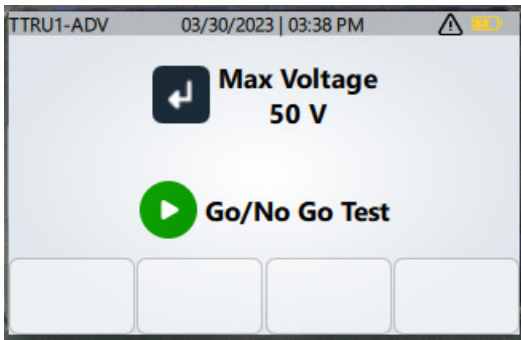 TTRU1-ADV 03/30/2023 | 03:38 PM
Max Voltage
50 V
Go/No Go Test